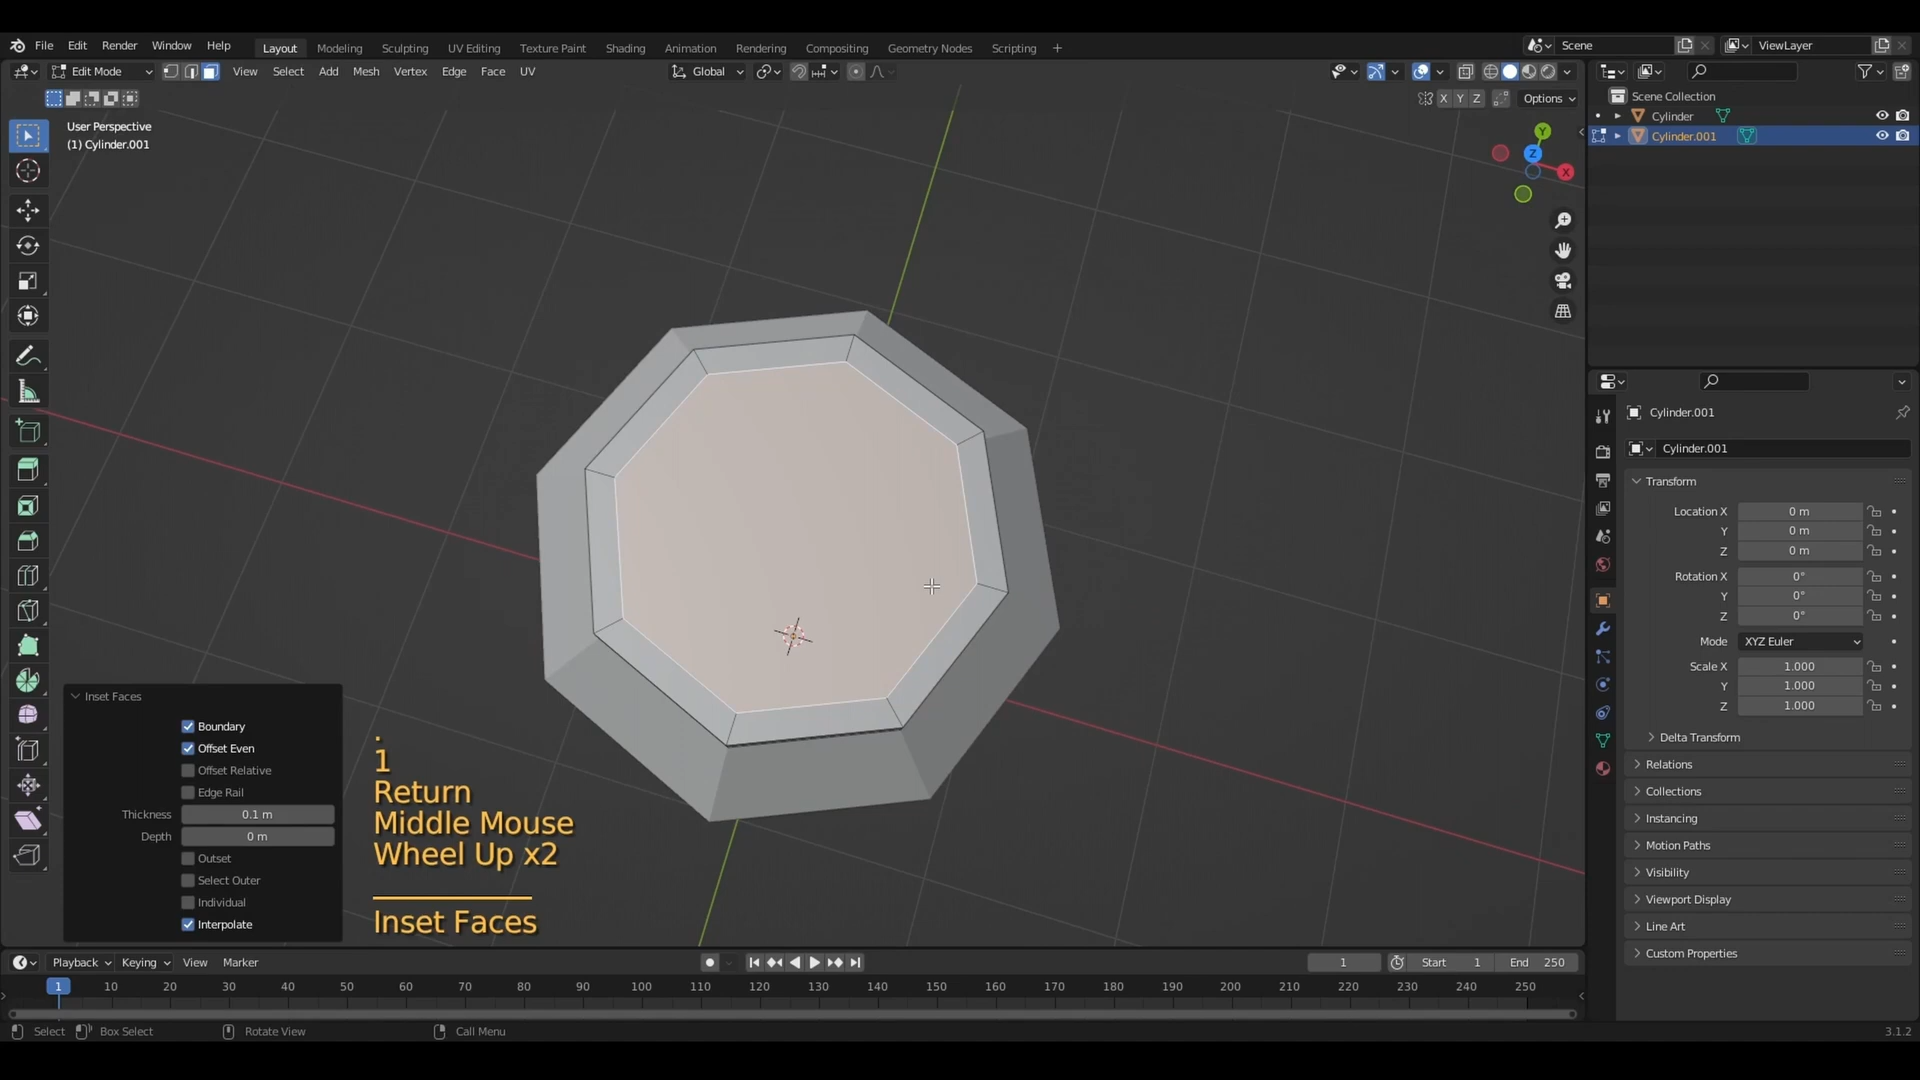 File Edit Render Window Help Layout Modeling Sculpting UV Editing Texture Paint Shading Animation Rendering Compositing Geometry Nodes Scripting + Scene ViewLayer
Edit Mode View Select Add Mesh Vertex Edge Face UV Global
X Y Z Options
User Perspective
(1) Cylinder.001
Y
Z
X
Scene Collection
Cylinder
Cylinder.001
Cylinder.001
Cylinder.001
Transform
Location X 0 m
Y 0 m
Z 0 m
Rotation X 0°
Y 0°
Z 0°
Mode XYZ Euler
Scale X 1.000
Y 1.000
Z 1.000
Delta Transform
Relations
Collections
Instancing
Motion Paths
Visibility
Viewport Display
Line Art
Custom Properties
Inset Faces
Boundary
Offset Even
Offset Relative
Edge Rail
Thickness 0.1 m
Depth 0 m
Outset
Select Outer
Individual
Interpolate
.
1
Return
Middle Mouse
Wheel Up x2
Inset Faces
Playback Keying View Marker 1 Start 1 End 250
1 10 20 30 40 50 60 70 80 90 100 110 120 130 140 150 160 170 180 190 200 210 220 230 240 250
Select Box Select Rotate View Call Menu 3.1.2